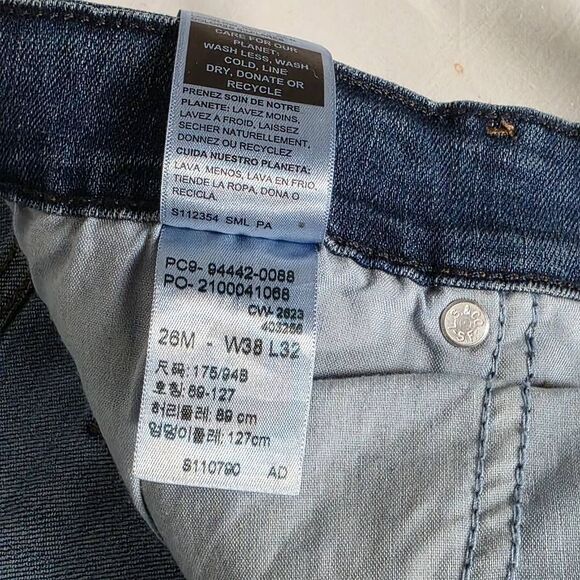 CARE FOR OUR
PLANET:
WASH LESS, WASH
COLD, LINE
DRY, DONATE OR
RECYCLE
PRENEZ SOIN DE NOTRE
PLANETE: LAVEZ MOINS,
LAVEZ A FROID, LAISSEZ
SECHER NATURELLEMENT,
DONNEZ OU RECYCLEZ
CUIDA NUESTRO PLANETA:
LAVA MENOS, LAVA EN FRIO,
TIENDE LA ROPA, DONA O
RECICLA.
S112354 SML PA
PC9- 94442-0088
PO- 2100041068
CW- 2623
403266
26M - W38 L32
尺码: 175/94B
호칭: 89-127
허리둘레: 89 cm
엉덩이둘레: 127cm
S110790 AD